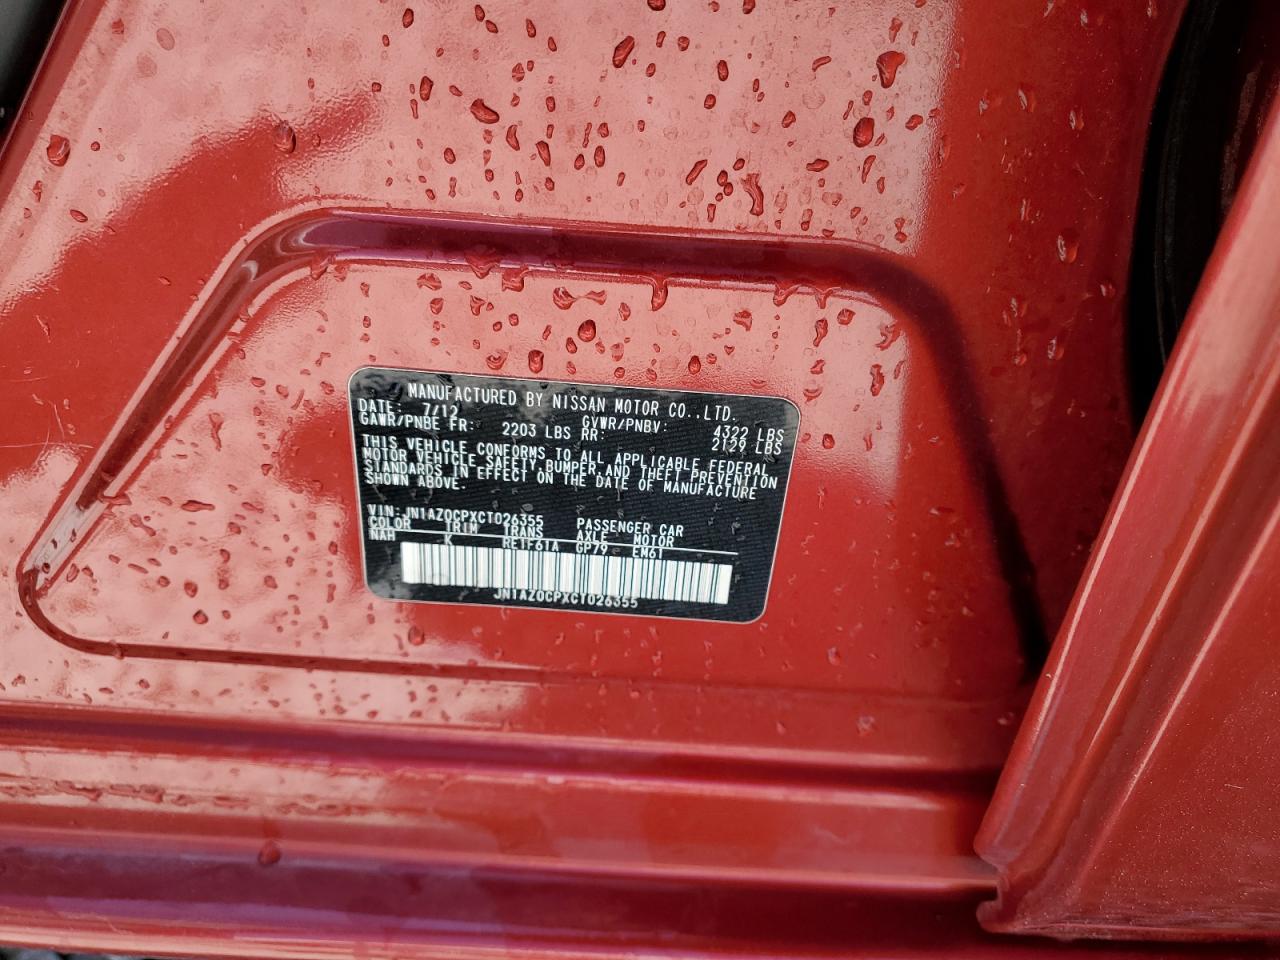 MANUFACTURED BY NISSAN MOTOR CO.,LTD.
DATE: 7/12 GVWR/PNBV: 4322 LBS
GAWR/PNBE FR: 2203 LBS RR: 2129 LBS
THIS VEHICLE CONFORMS TO ALL APPLICABLE FEDERAL
MOTOR VEHICLE SAFETY,BUMPER,AND THEFT PREVENTION
STANDARDS IN EFFECT ON THE DATE OF MANUFACTURE
SHOWN ABOVE.
VIN:JN1AZ0CPXCT026355 PASSENGER CAR
COLOR TRIM TRANS AXLE MOTOR
NAH K RE1F61A GP79 EM61
JN1AZ0CPXCT026355